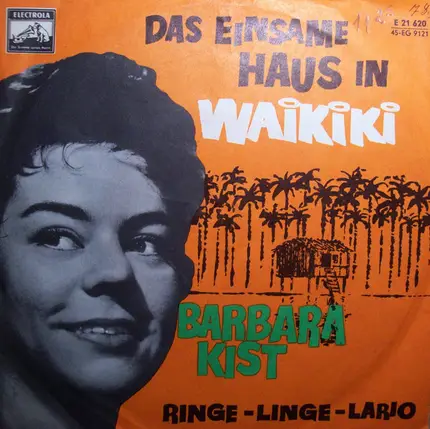 ELECTROLA
DAS EINSAME
HAUS IN
WAIKIKI
E 21 620
45-EG 9121
BARBARA
KIST
RINGE-LINGE-LARIO